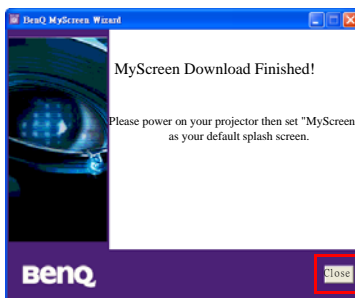 BenQ MyScreen Wizard
MyScreen Download Finished!
Please power on your projector then set "MyScreen
as your default splash screen.
BenQ
Close